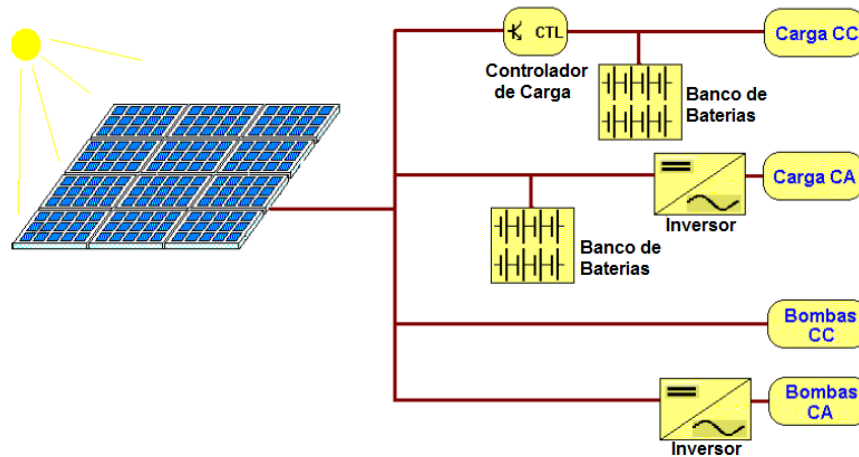 CTL
Carga CC
Controlador
de Carga
Banco de
Baterias
Carga CA
Inversor
Banco de
Baterias
Bombas
CC
Bombas
CA
Inversor